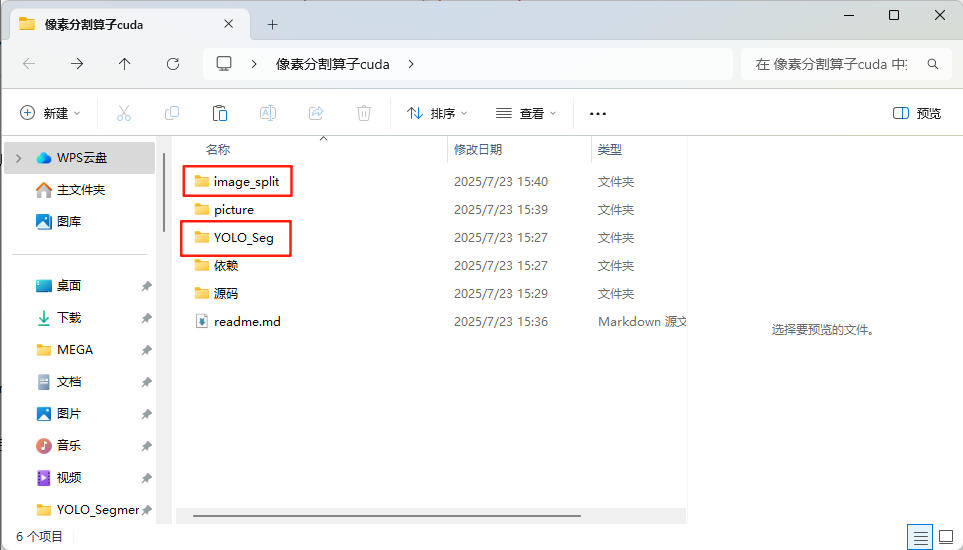 像素分割算子cuda
像素分割算子cuda
在 像素分割算子cuda 中
新建
排序
查看
预览
WPS云盘
主文件夹
图库
桌面
下载
MEGA
文档
图片
音乐
视频
YOLO_Segmer
名称 修改日期 类型
image_split 2025/7/23 15:40 文件夹
picture 2025/7/23 15:39 文件夹
YOLO_Seg 2025/7/23 15:27 文件夹
依赖 2025/7/23 15:27 文件夹
源码 2025/7/23 15:29 文件夹
readme.md 2025/7/23 15:36 Markdown 源文
选择要预览的文件。
6 个项目